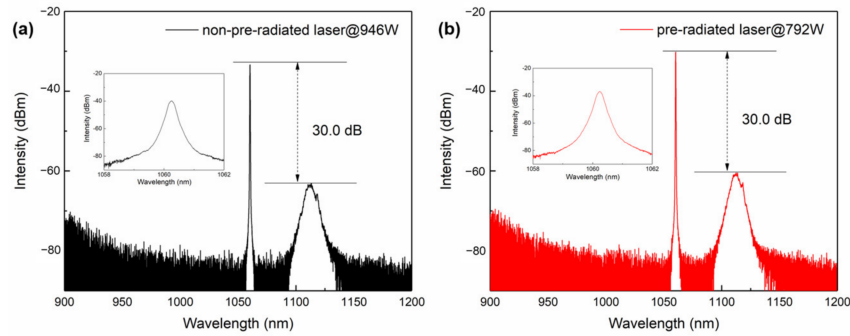 (a)
non-pre-radiated laser@946W
30.0 dB
Intensity (dBm)
−20
−40
−60
−80
900
950
1000
1050
1100
1150
1200
Wavelength (nm)
Intensity (dBm)
-20
-40
-60
-80
1058
1060
1062
Wavelength (nm)
(b)
pre-radiated laser@792W
30.0 dB
Intensity (dBm)
−20
−40
−60
−80
900
950
1000
1050
1100
1150
1200
Wavelength (nm)
Intensity (dBm)
-20
-40
-60
-80
1058
1060
1062
Wavelength (nm)